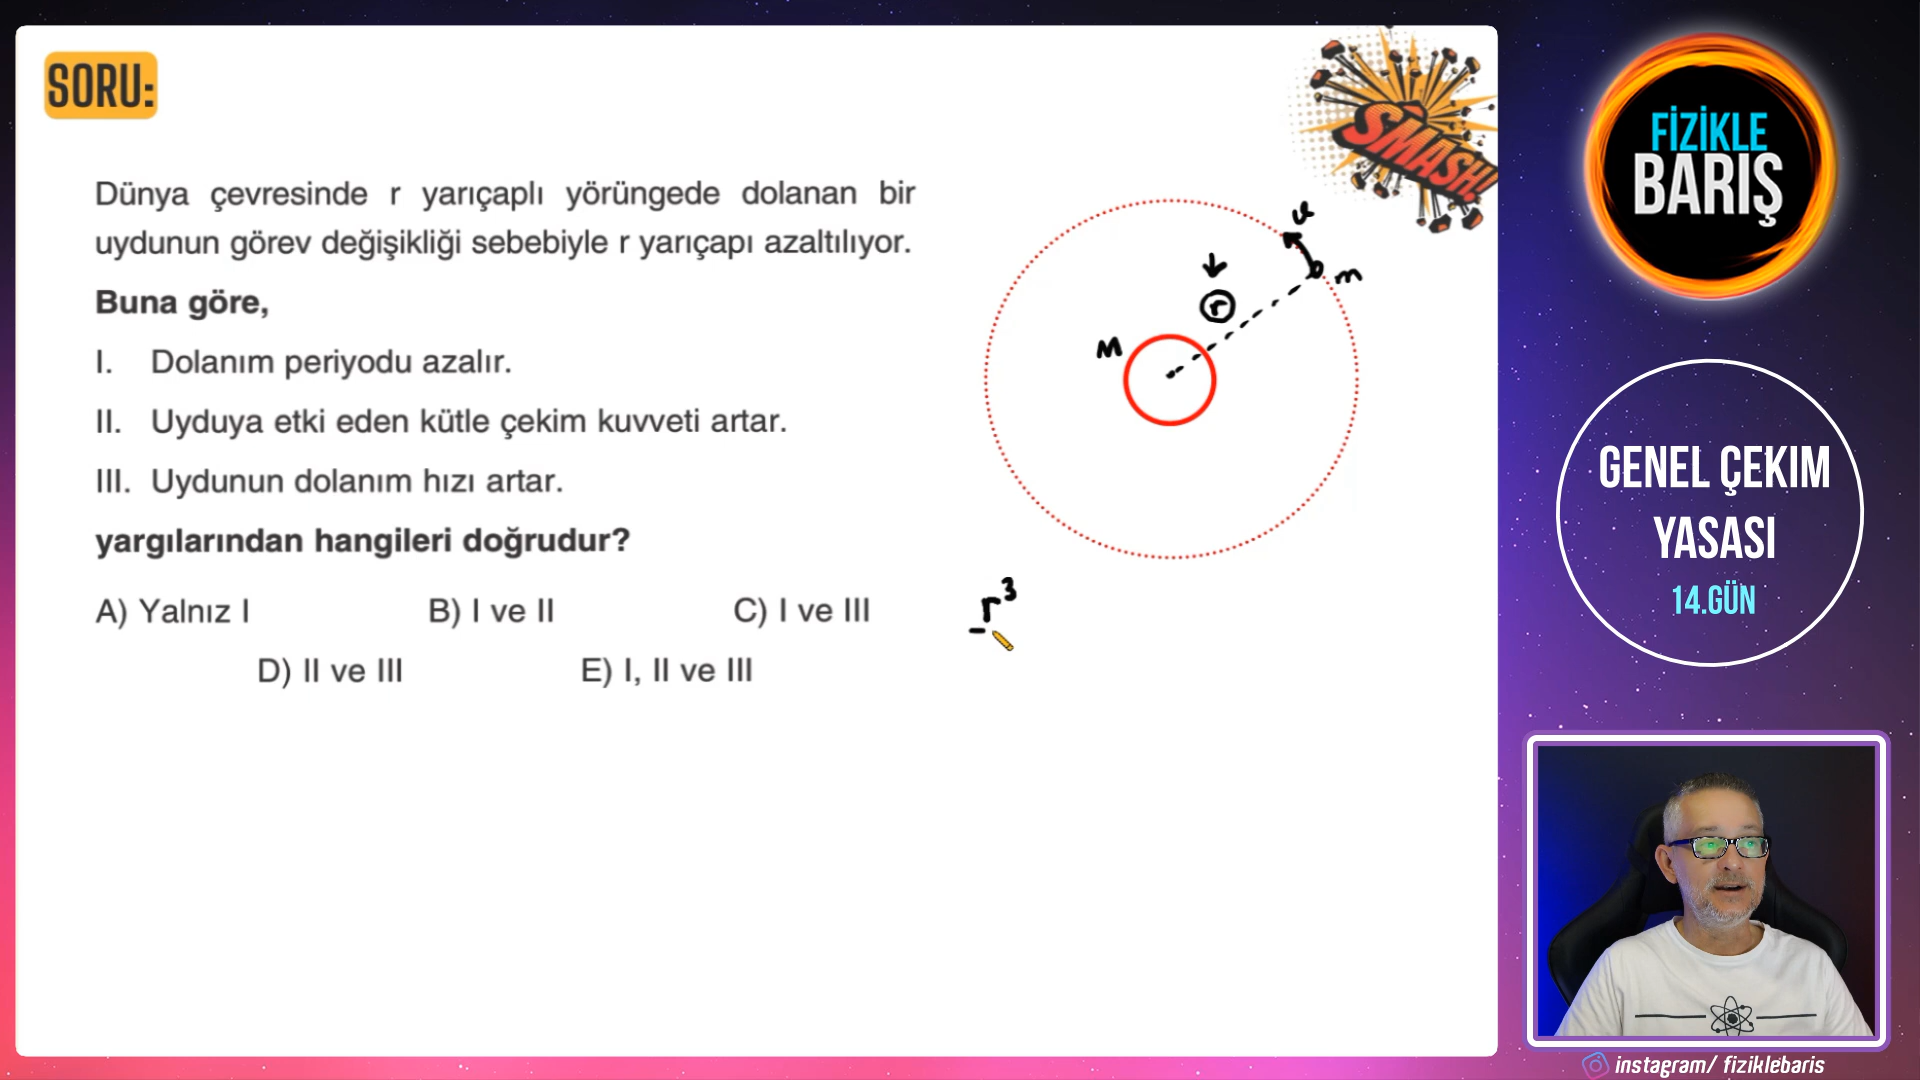 SORU:
SMASH!
Dünya çevresinde r yarıçaplı yörüngede dolanan bir
uydunun görev değişikliği sebebiyle r yarıçapı azaltılıyor.
Buna göre,
I. Dolanım periyodu azalır.
II. Uyduya etki eden kütle çekim kuvveti artar.
III. Uydunun dolanım hızı artar.
yargılarından hangileri doğrudur?
A) Yalnız I B) I ve II C) I ve III
D) II ve III E) I, II ve III
v
m
r
M
r³
FİZİKLE
BARIŞ
GENEL ÇEKIM
YASASI
14.GÜN
instagram/ fiziklebaris